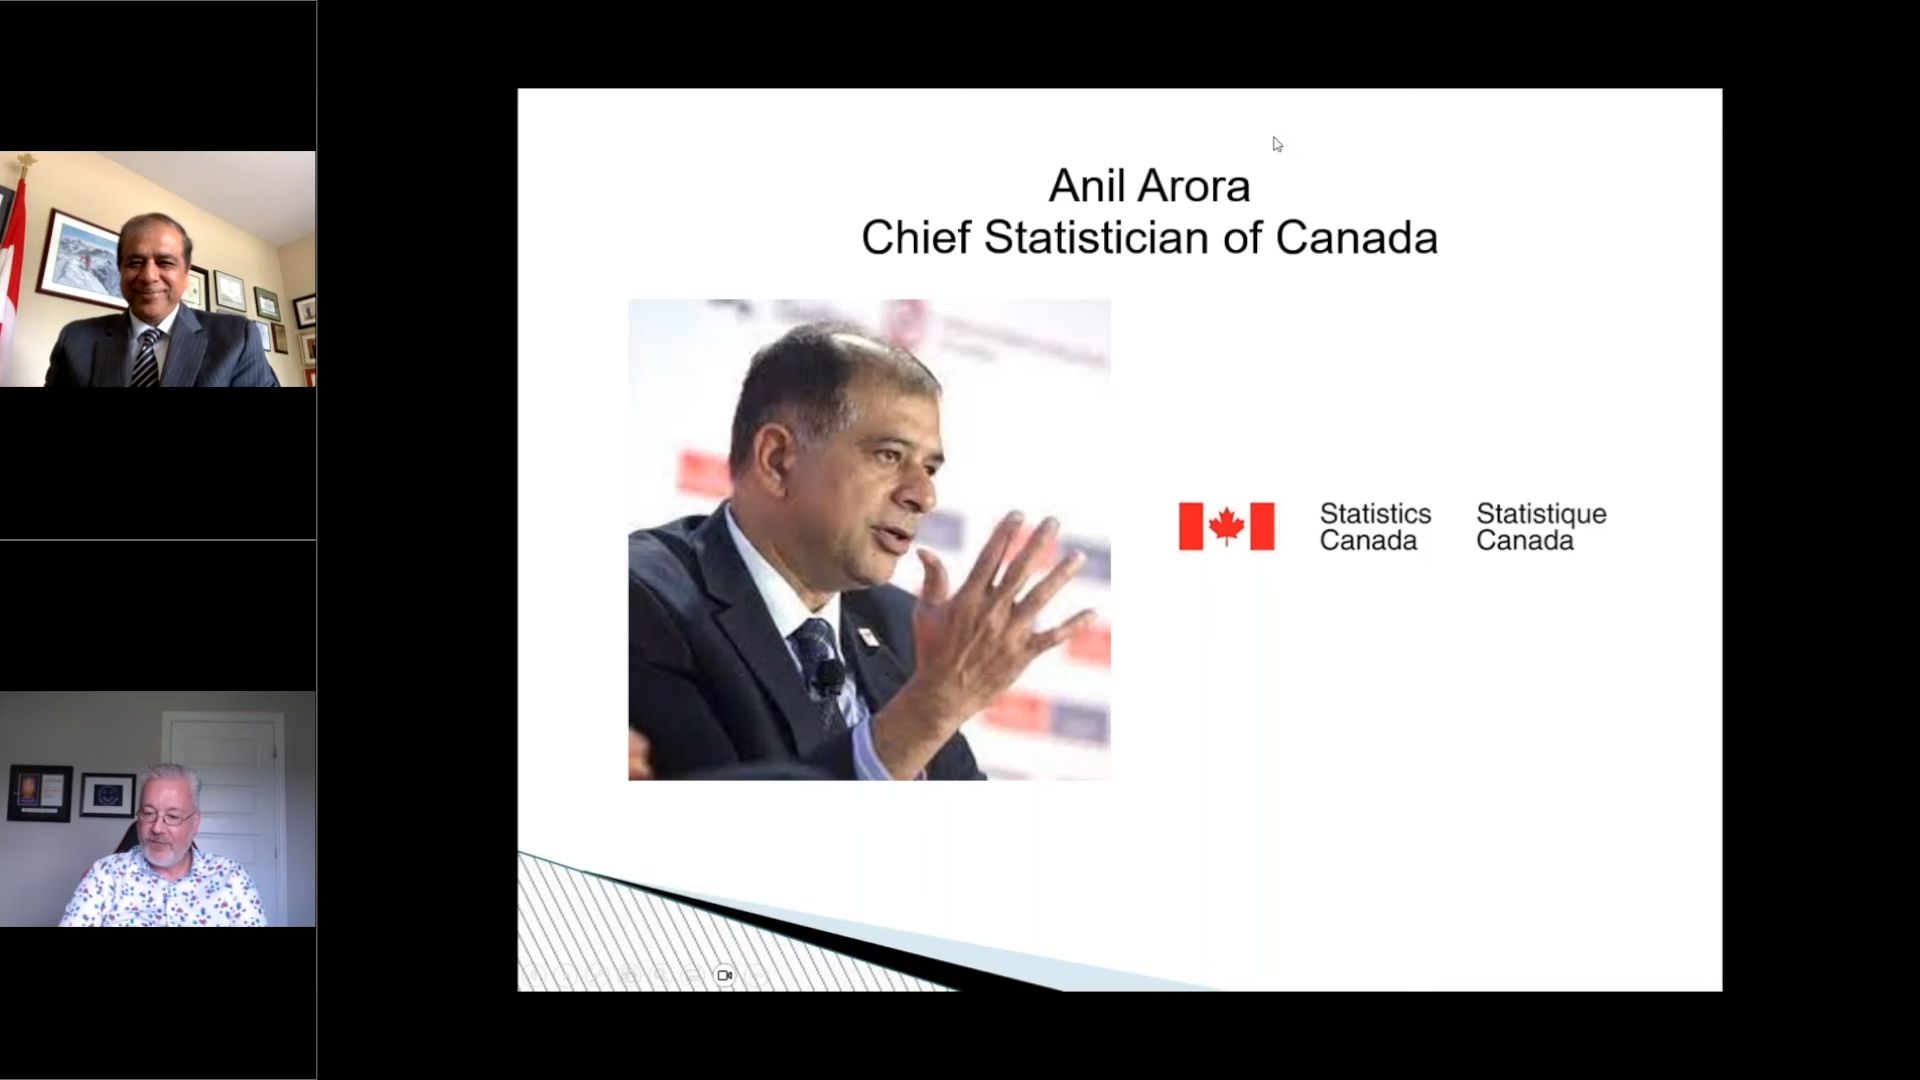 Anil Arora
Chief Statistician of Canada
Statistics
Canada
Statistique
Canada